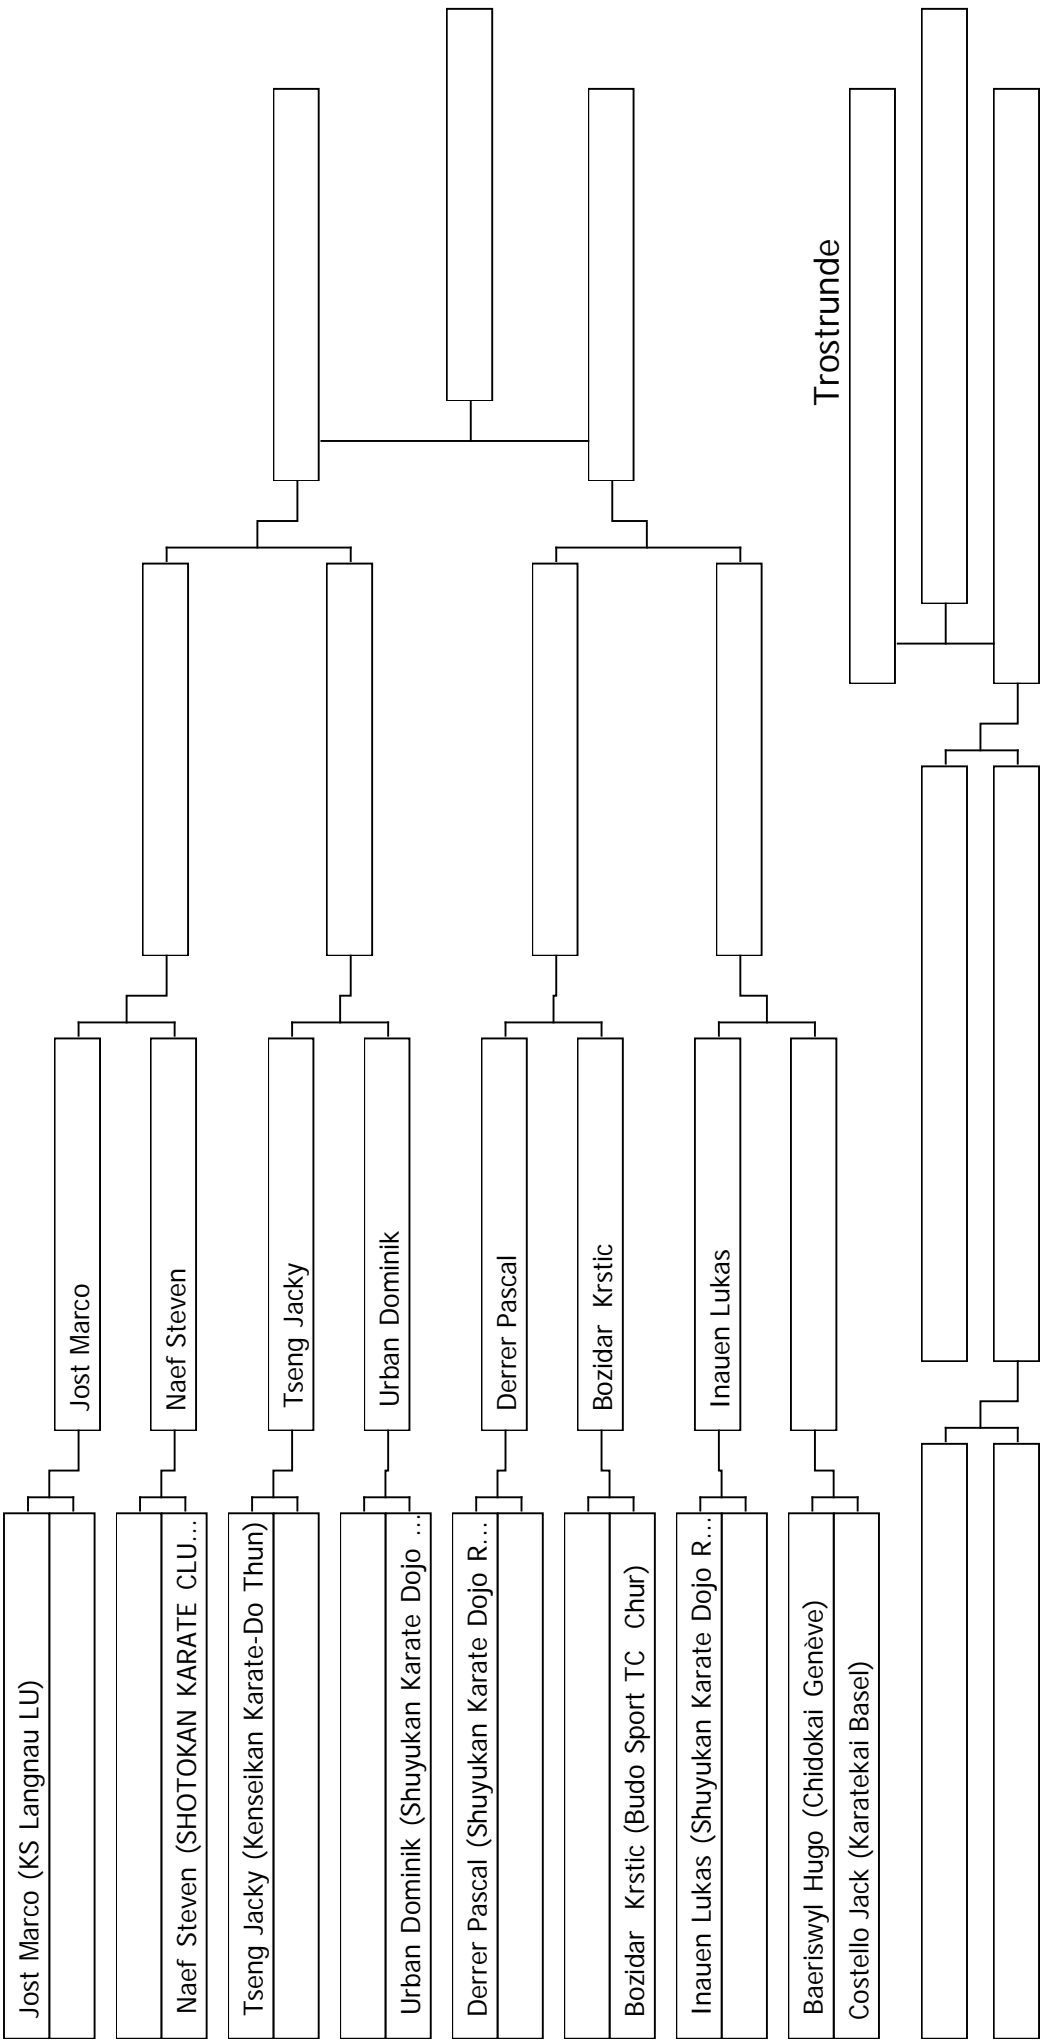 Jost Marco (KS Langnau LU)
Naef Steven (SHOTOKAN KARATE CLU...
Tseng Jacky (Kenseikan Karate-Do Thun)
Urban Dominik (Shuyukan Karate Dojo ...
Derrer Pascal (Shuyukan Karate Dojo R...
Bozidar Krstic (Budo Sport TC Chur)
Inauen Lukas (Shuyukan Karate Dojo R...
Baeriswyl Hugo (Chidokai Genève)
Costello Jack (Karatekai Basel)
Jost Marco
Naef Steven
Tseng Jacky
Urban Dominik
Derrer Pascal
Bozidar Krstic
Inauen Lukas
Trostrunde